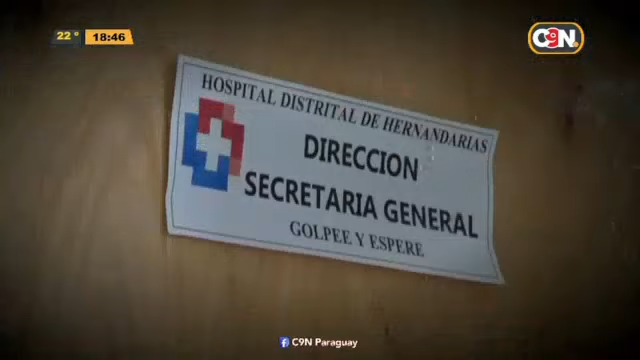 22 °
18:46
C9N
HOSPITAL DISTRITAL DE HERNANDARIAS
DIRECCION
SECRETARIA GENERAL
GOLPEE Y ESPERE
C9N Paraguay